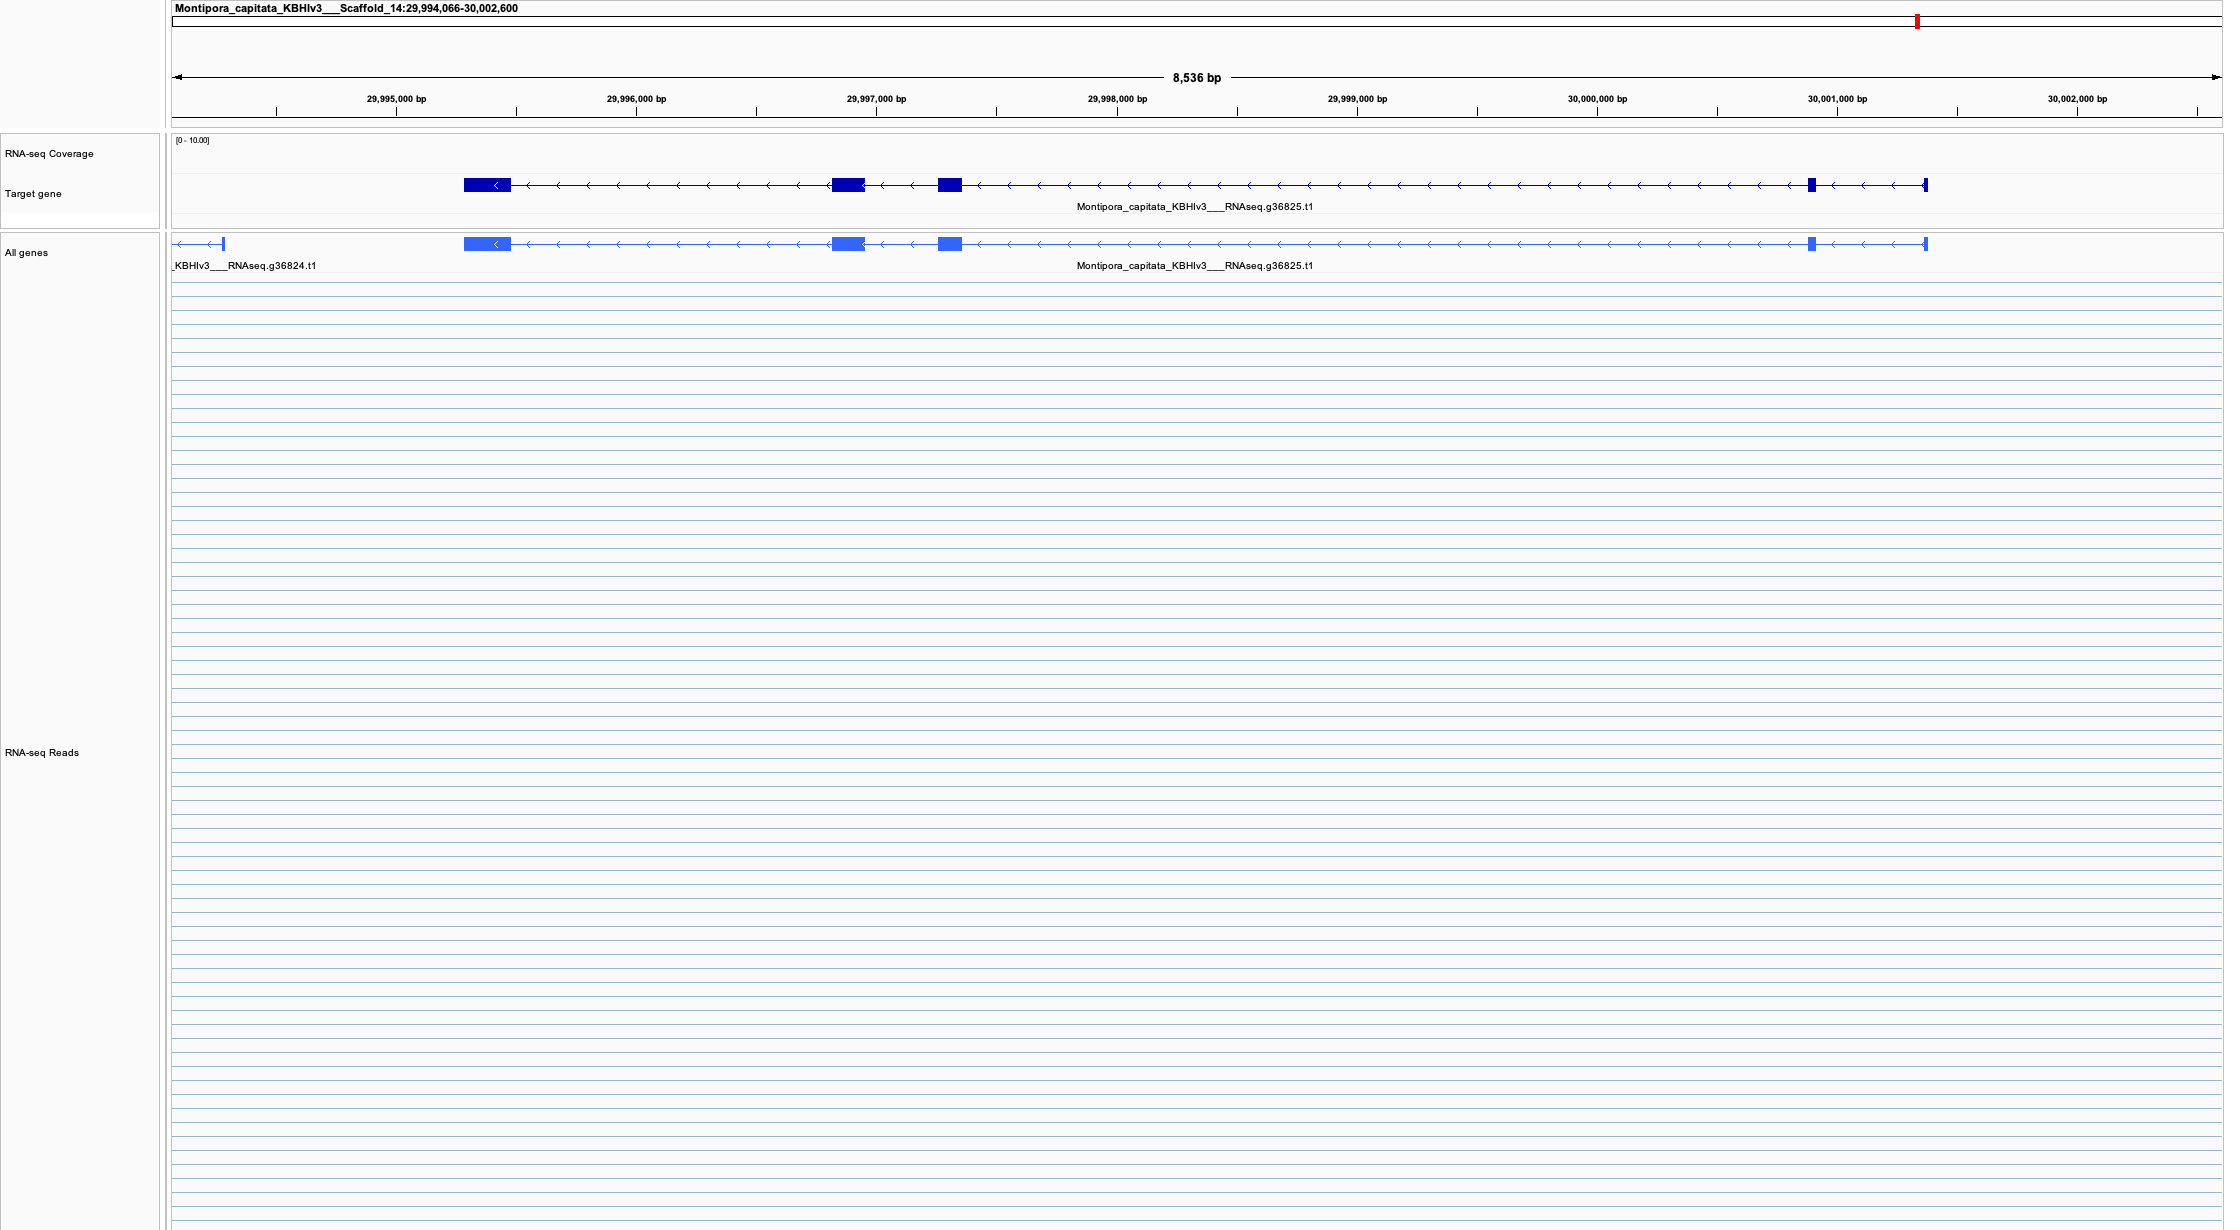 Montipora_capitata_KBHIv3___Scaffold_14:29,994,066-30,002,600
8,536 bp
29,995,000 bp 29,996,000 bp 29,997,000 bp 29,998,000 bp 29,999,000 bp 30,000,000 bp 30,001,000 bp 30,002,000 bp
[0 - 10.00]
RNA-seq Coverage
Target gene
Montipora_capitata_KBHIv3___RNAseq.g36825.t1
All genes
_KBHIv3___RNAseq.g36824.t1 Montipora_capitata_KBHIv3___RNAseq.g36825.t1
RNA-seq Reads